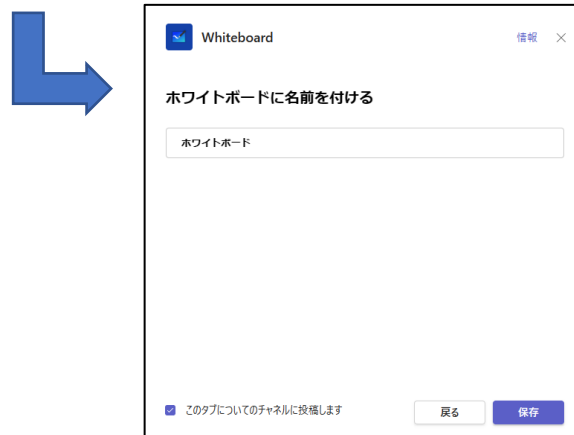 Whiteboard
情報
ホワイトボードに名前を付ける
ホワイトボード
このタブについてのチャネルに投稿します
戻る
保存